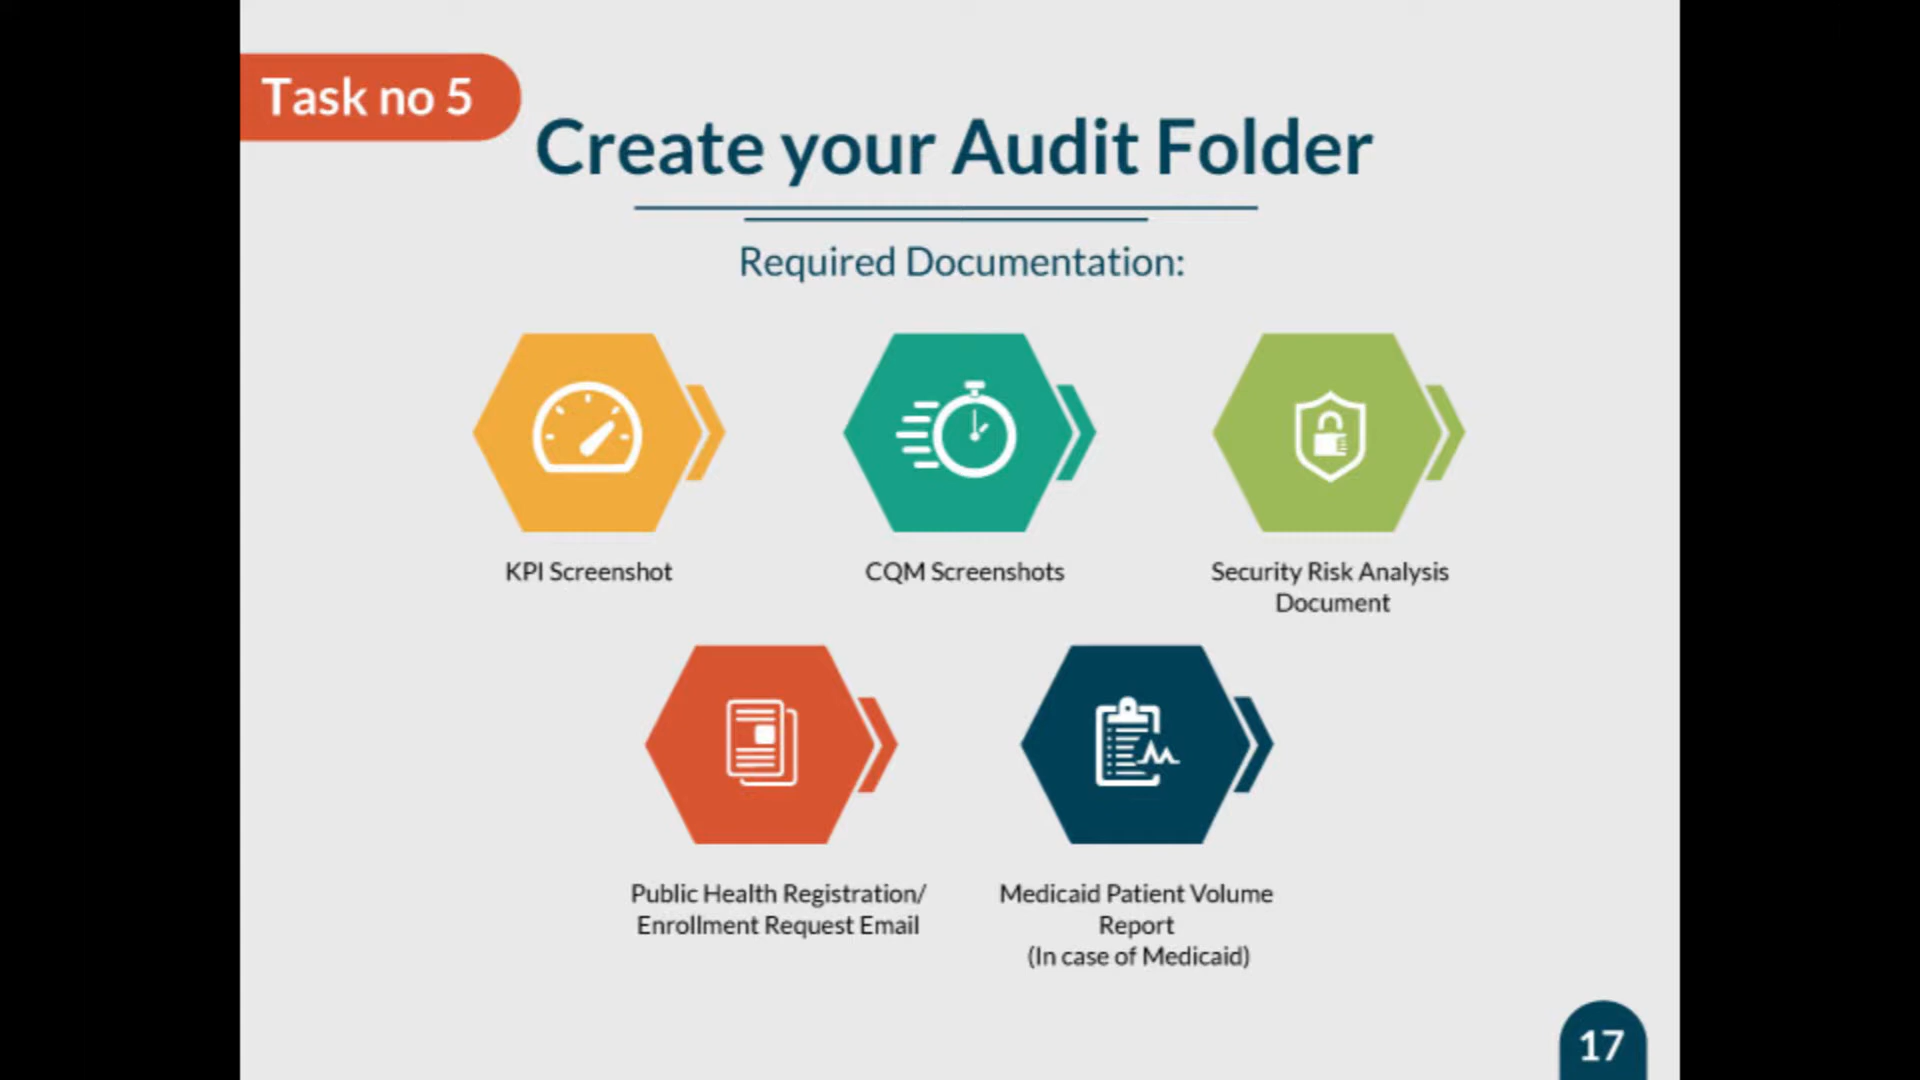 Task no 5
Create your Audit Folder
Required Documentation:
KPI Screenshot
CQM Screenshots
Security Risk Analysis
Document
Public Health Registration/
Enrollment Request Email
Medicaid Patient Volume
Report
(In case of Medicaid)
17